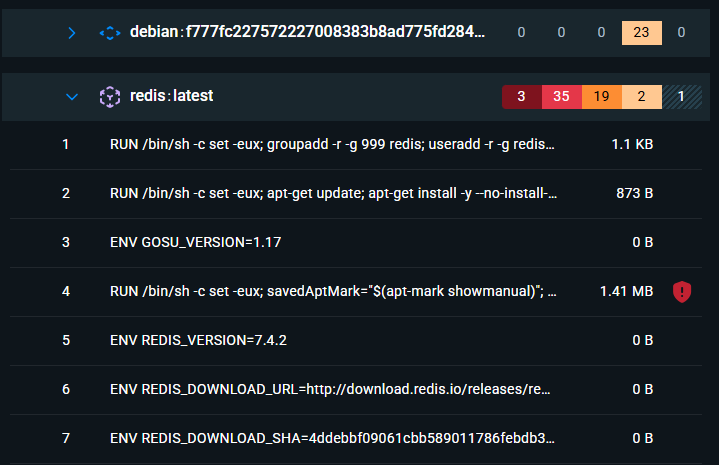 debian:f777fc227572227008383b8ad775fd284… 0 0 0 23 0
redis:latest 3 35 19 2 1
1 RUN /bin/sh -c set -eux; groupadd -r -g 999 redis; useradd -r -g redis… 1.1 KB
2 RUN /bin/sh -c set -eux; apt-get update; apt-get install -y --no-install-… 873 B
3 ENV GOSU_VERSION=1.17 0 B
4 RUN /bin/sh -c set -eux; savedAptMark="$(apt-mark showmanual)"; … 1.41 MB
5 ENV REDIS_VERSION=7.4.2 0 B
6 ENV REDIS_DOWNLOAD_URL=http://download.redis.io/releases/re… 0 B
7 ENV REDIS_DOWNLOAD_SHA=4ddebbf09061cbb589011786febdb3… 0 B